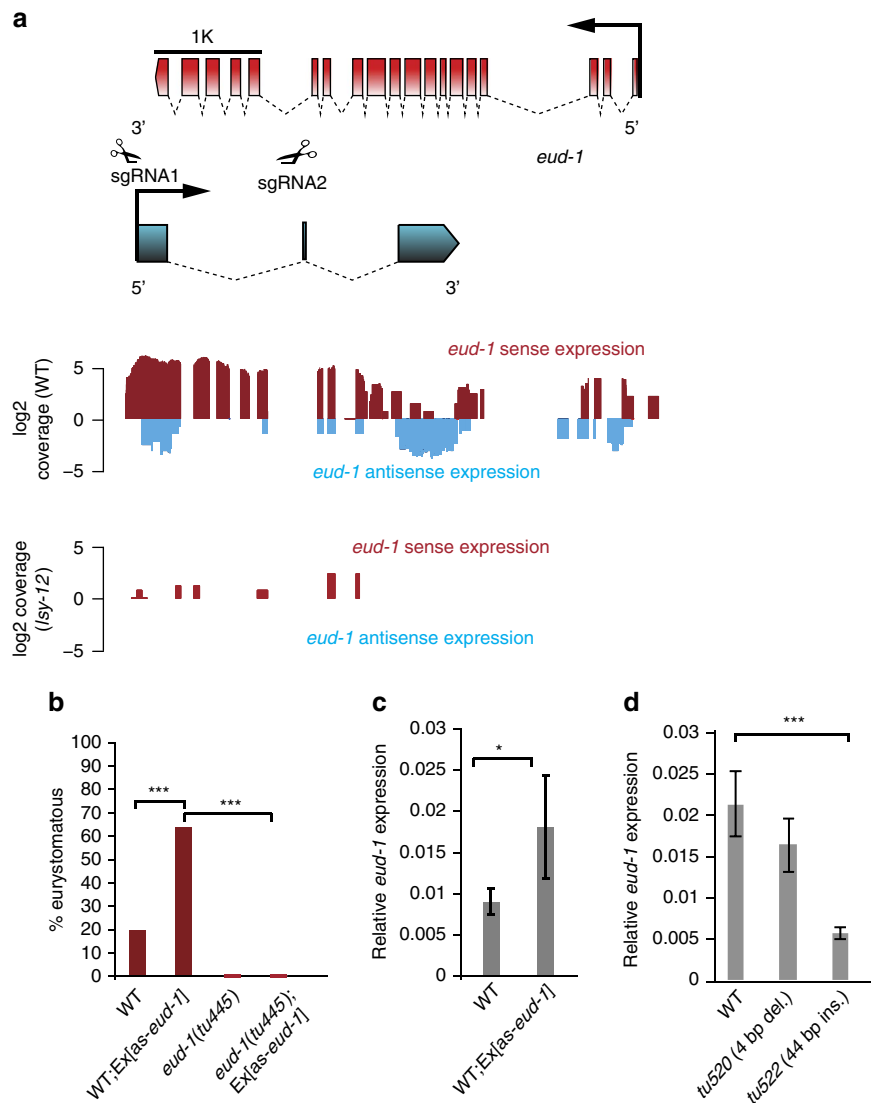 a
1K
3’
5’
eud-1
sgRNA1
sgRNA2
5’
3’
log2
coverage (WT)
5
0
−5
eud-1 sense expression
eud-1 antisense expression
log2 coverage
(lsy-12)
5
0
−5
eud-1 sense expression
eud-1 antisense expression
b
% eurystomatous
100
90
80
70
60
50
40
30
20
10
0
***
***
WT
WT;Ex[as-eud-1]
eud-1(tu445)
eud-1(tu445);
Ex[as-eud-1]
c
Relative eud-1 expression
0.03
0.025
0.02
0.015
0.01
0.005
0
*
WT
WT;Ex[as-eud-1]
d
Relative eud-1 expression
0.03
0.025
0.02
0.015
0.01
0.005
0
***
WT
tu520 (4 bp del.)
tu522 (44 bp ins.)